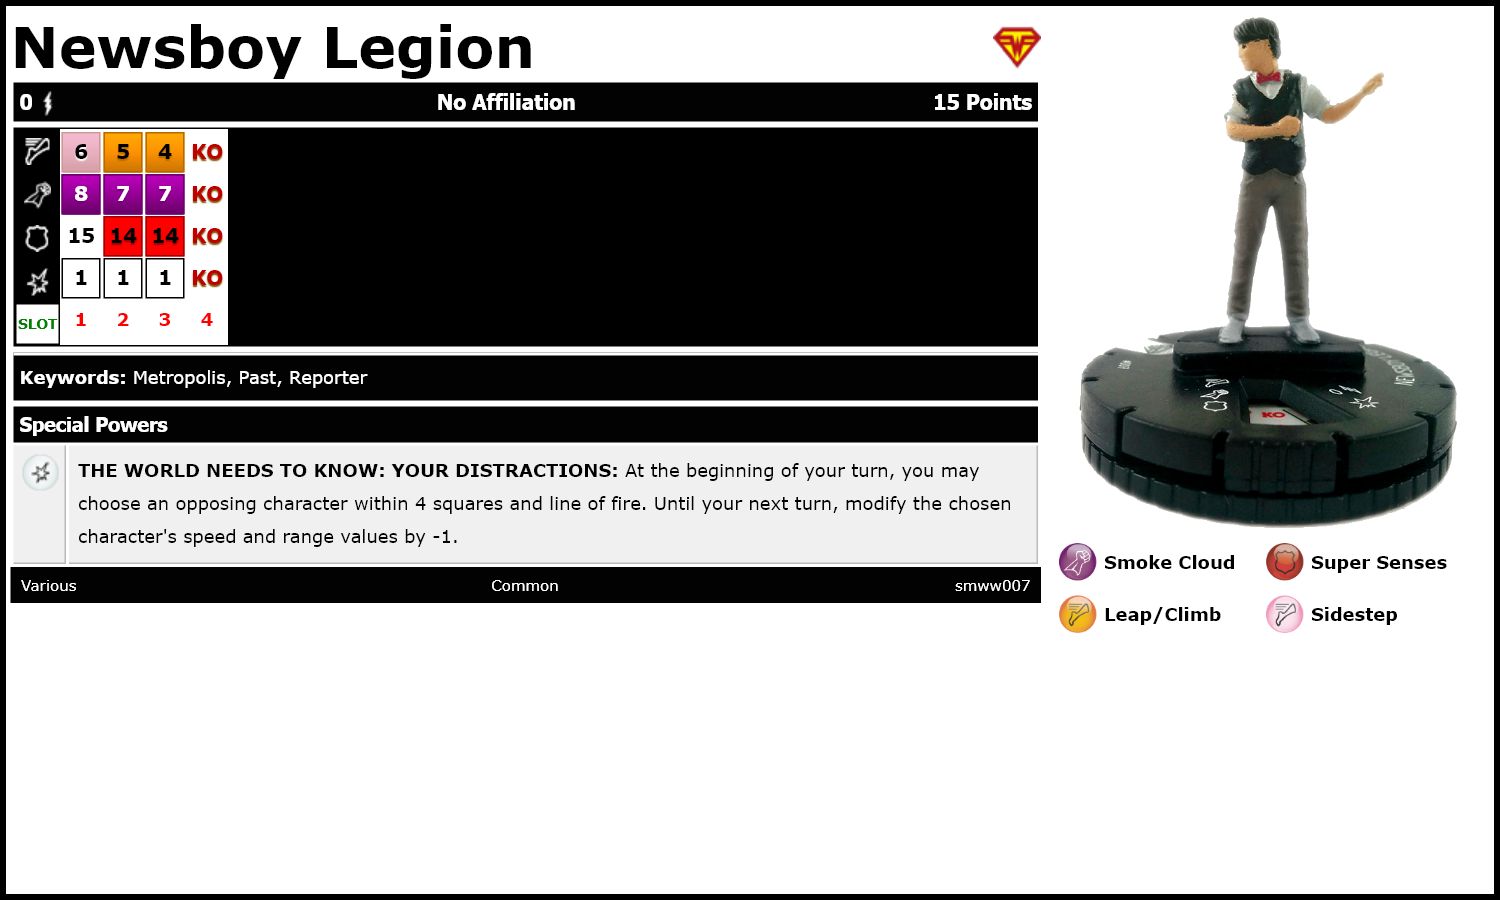 Newsboy Legion
0 No Affiliation 15 Points
6 5 4 KO
8 7 7 KO
15 14 14 KO
1 1 1 KO
SLOT 1 2 3 4
Keywords: Metropolis, Past, Reporter
Special Powers
THE WORLD NEEDS TO KNOW: YOUR DISTRACTIONS: At the beginning of your turn, you may
choose an opposing character within 4 squares and line of fire. Until your next turn, modify the chosen
character's speed and range values by -1.
Various Common smww007
KO
0
Smoke Cloud Super Senses
Leap/Climb Sidestep